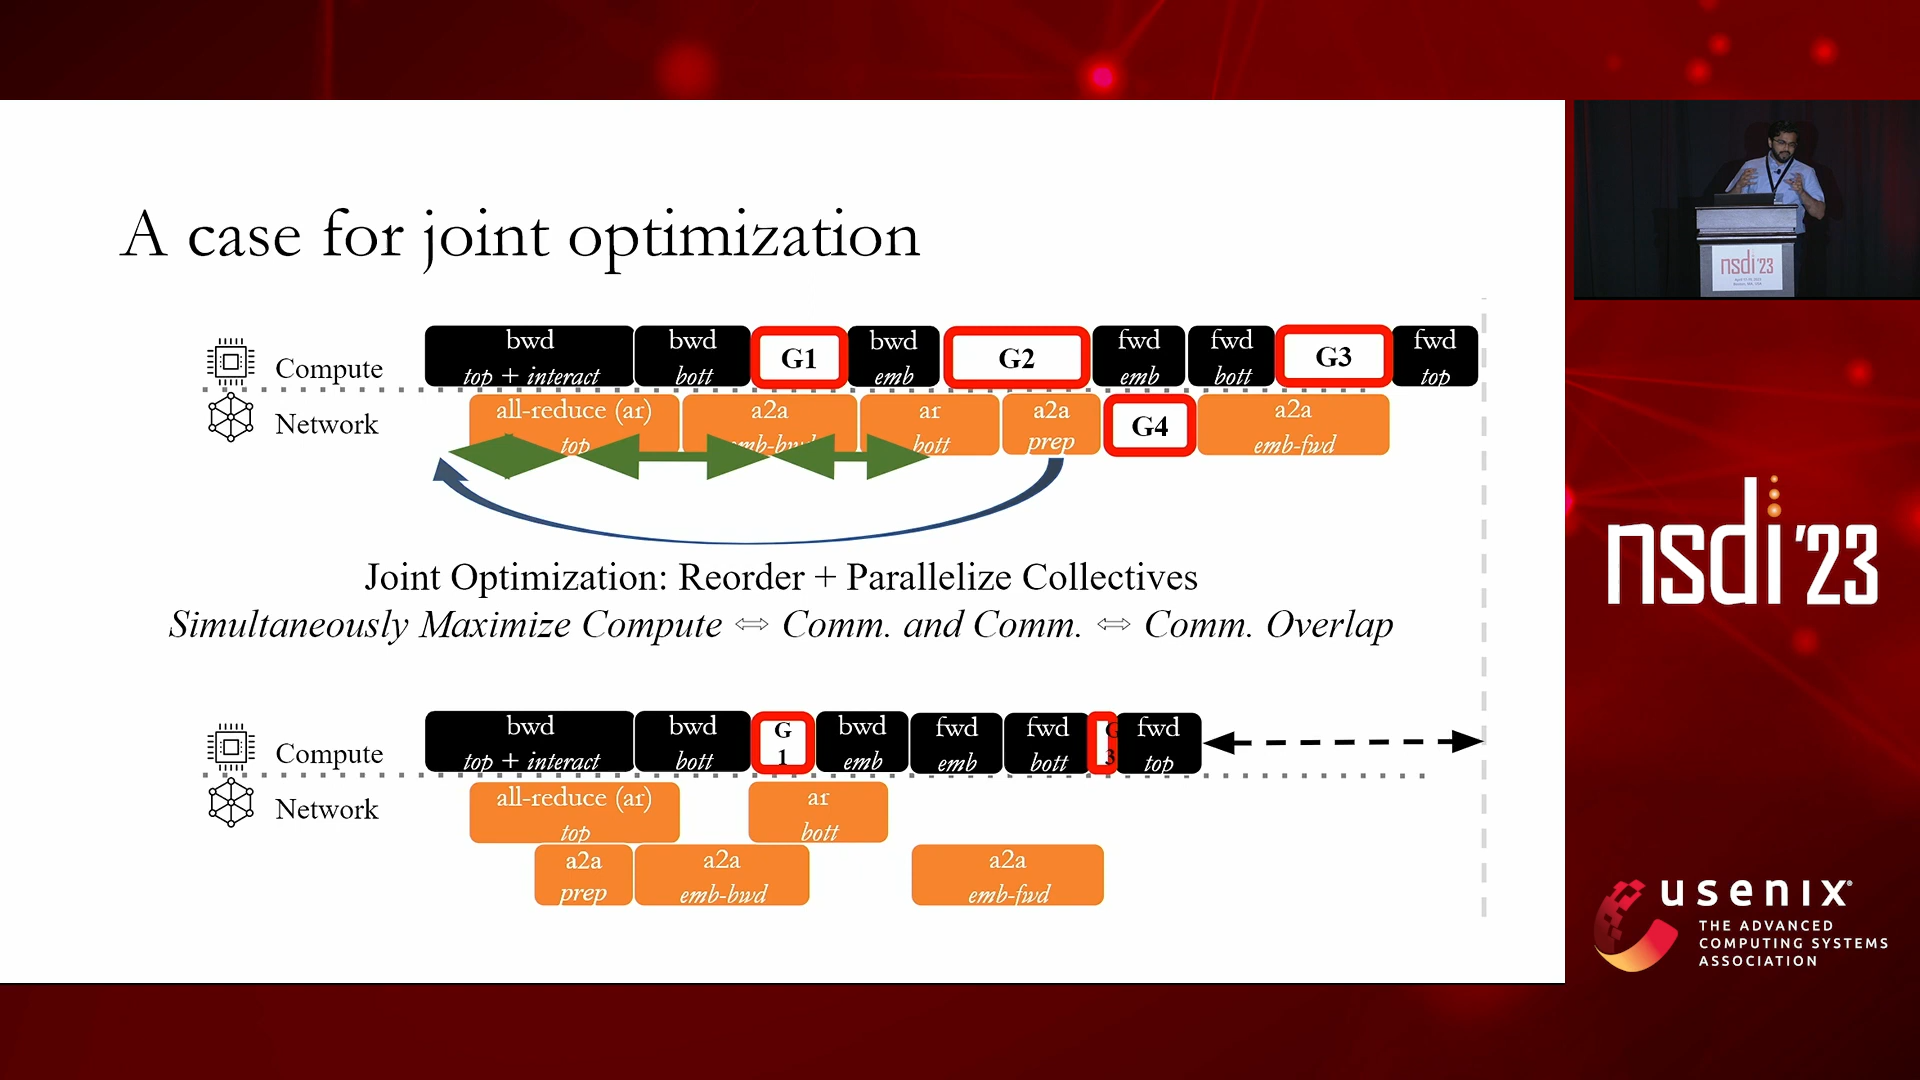 A case for joint optimization
Compute
bwd
top + interact
bwd
bott
G1
bwd
emb
G2
fwd
emb
fwd
bott
G3
fwd
top
Network
all-reduce (ar)
top
a2a
emb-bwd
ar
bott
a2a
prep
G4
a2a
emb-fwd
Joint Optimization: Reorder + Parallelize Collectives
Simultaneously Maximize Compute ⇔ Comm. and Comm. ⇔ Comm. Overlap
Compute
bwd
top + interact
bwd
bott
G
1
bwd
emb
fwd
emb
fwd
bott
G
3
fwd
top
Network
all-reduce (ar)
top
ar
bott
a2a
prep
a2a
emb-bwd
a2a
emb-fwd
nsdi '23
nsdi '23
usenix
THE ADVANCED
COMPUTING SYSTEMS
ASSOCIATION